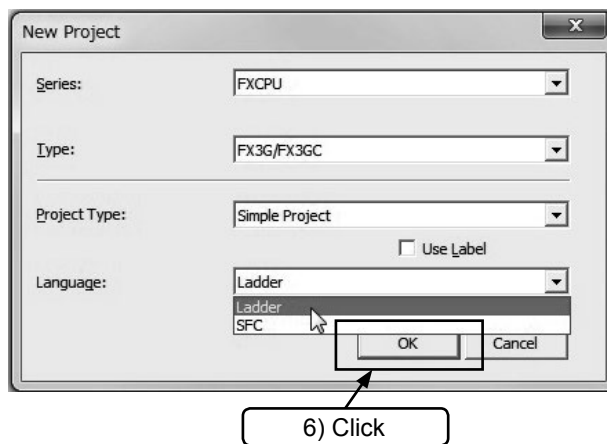 New Project
Series: FXCPU
Type: FX3G/FX3GC
Project Type: Simple Project
Use Label
Language: Ladder
Ladder
SFC
OK Cancel
6) Click